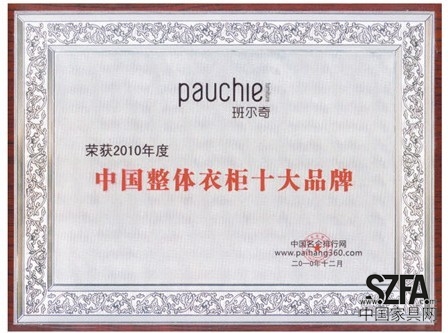 pauchie
班尔奇
荣获2010年度
中国整体衣柜十大品牌
中国名企排行网
www.paihang360.com
二〇一〇年十二月
SZFA
中国家具网